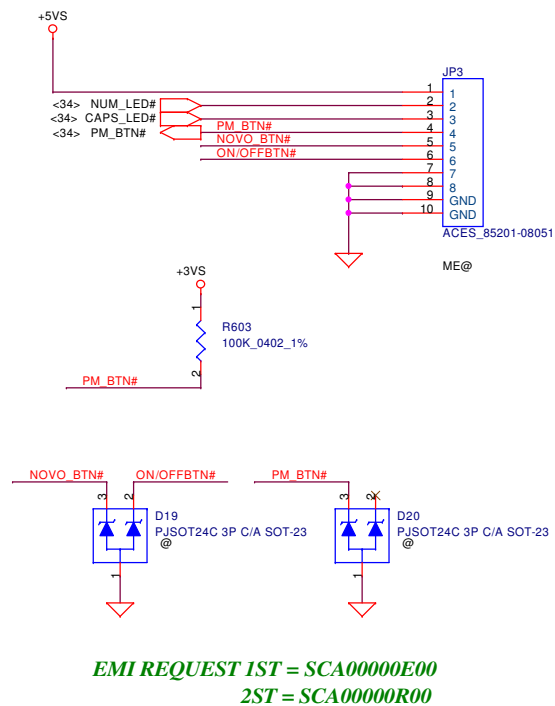 +5VS
JP3
1 1
<34> NUM_LED# 2 2
<34> CAPS_LED# 3 3
<34> PM_BTN# PM_BTN# 4 4
NOVO_BTN# 5 5
ON/OFFBTN# 6 6
7 7
8 8
9 GND
10 GND
ACES_85201-08051
ME@
+3VS
1
R603
100K_0402_1%
2
PM_BTN#
NOVO_BTN# ON/OFFBTN# PM_BTN#
3 2 3 2
D19 D20
PJSOT24C 3P C/A SOT-23 PJSOT24C 3P C/A SOT-23
@ @
1 1
EMI REQUEST 1ST = SCA00000E00
2ST = SCA00000R00